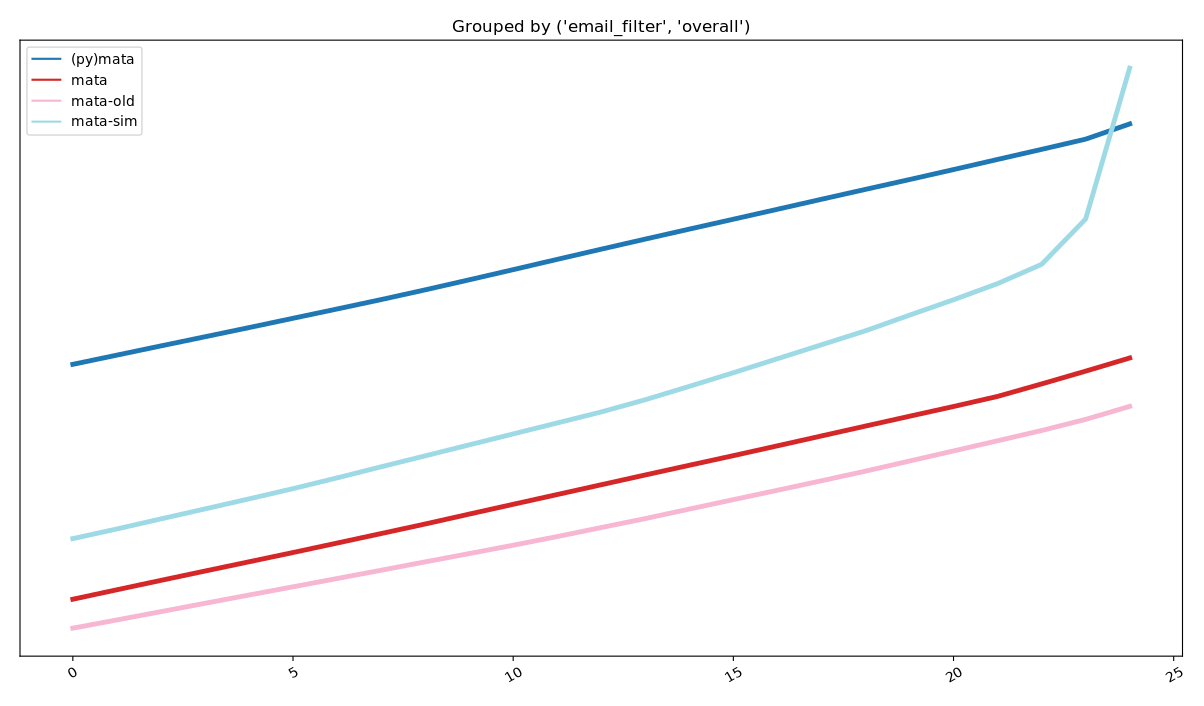 Grouped by ('email_filter', 'overall')
(py)mata
mata
mata-old
mata-sim
0
5
10
15
20
25